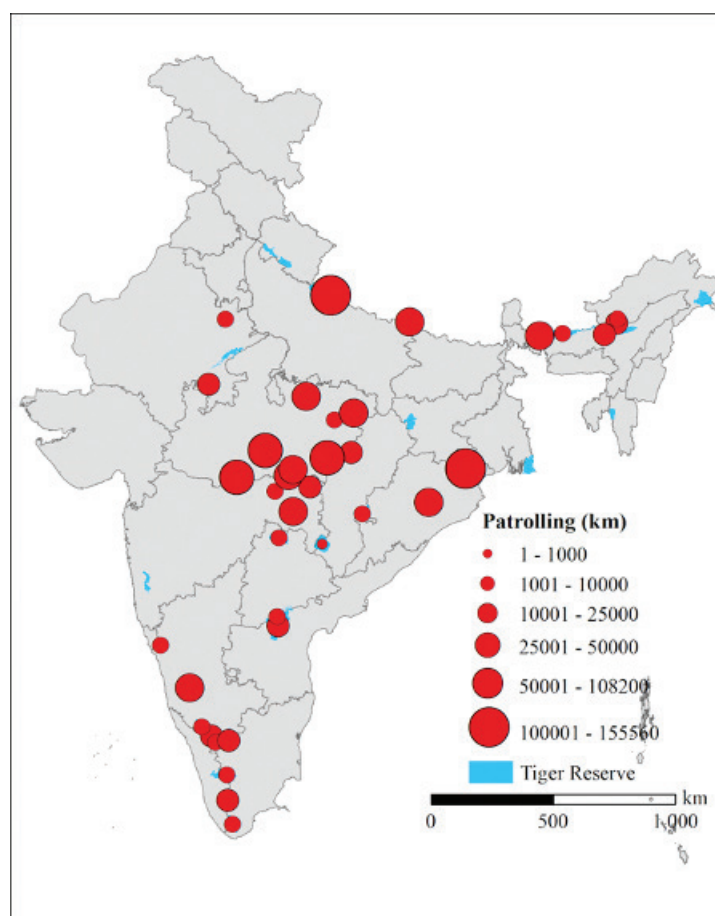 Patrolling (km)
1 - 1000
1001 - 10000
10001 - 25000
25001 - 50000
50001 - 108200
100001 - 155560
Tiger Reserve
km
0 500 1,000